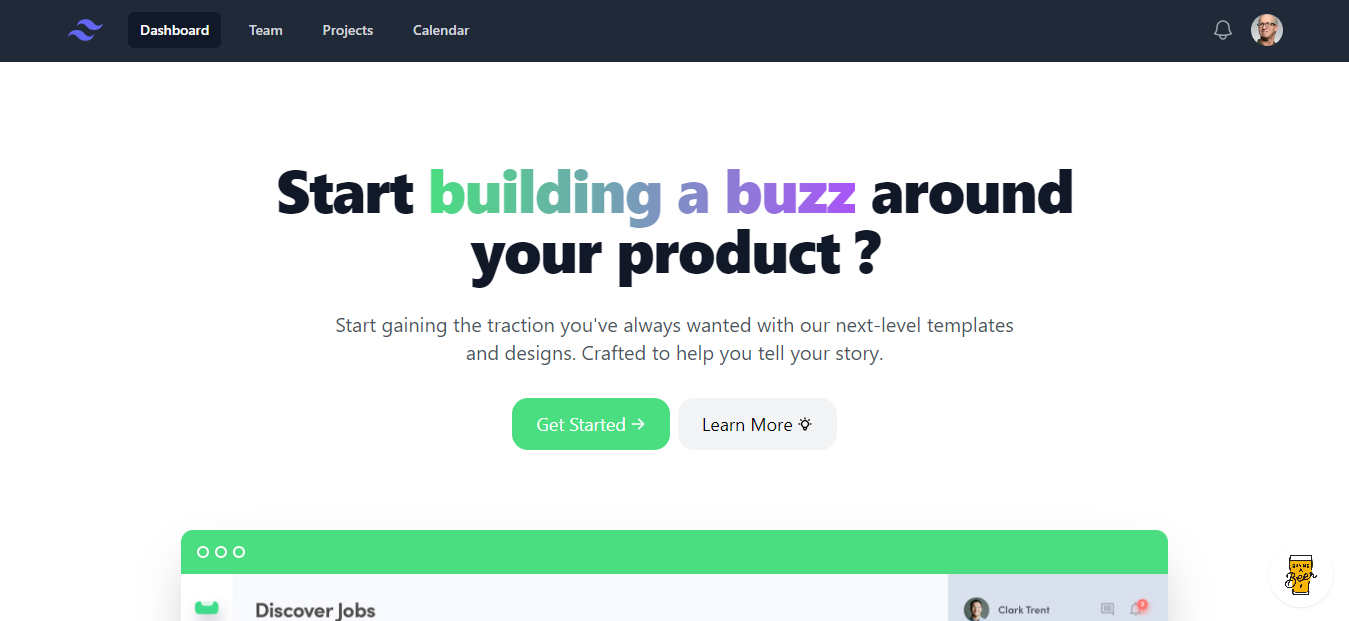 Dashboard Team Projects Calendar
Start building a buzz around
your product ?
Start gaining the traction you've always wanted with our next-level templates
and designs. Crafted to help you tell your story.
Get Started → Learn More
Discover Jobs
Clark Trent
BUY ME
A
Beer